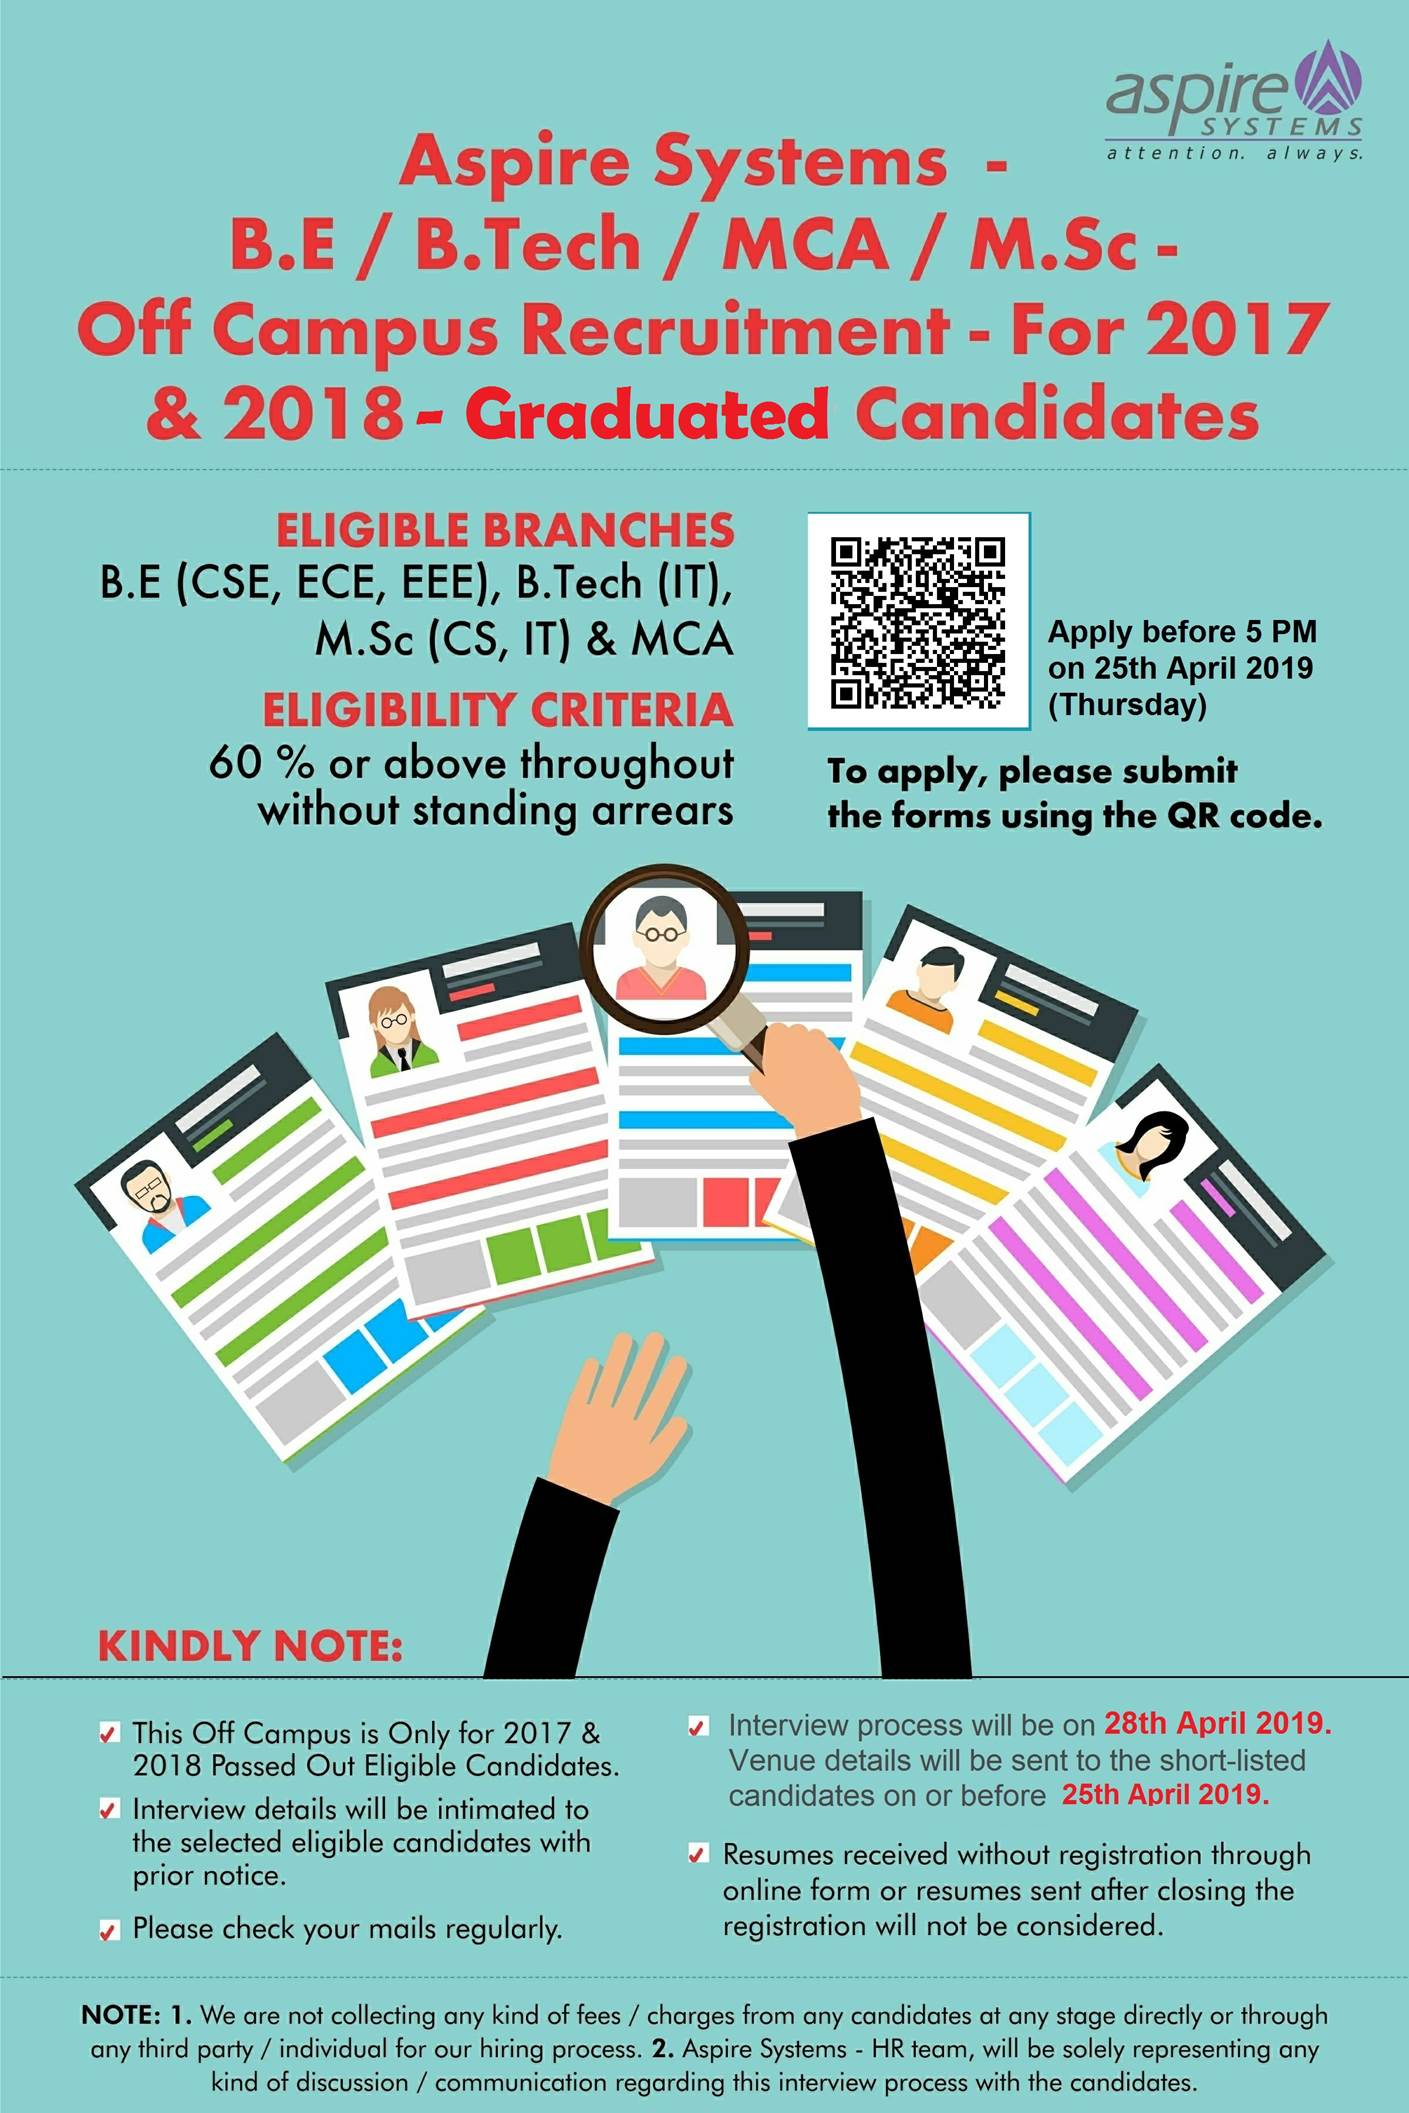 aspire
SYSTEMS
attention. always.
Aspire Systems -
B.E / B.Tech / MCA / M.Sc -
Off Campus Recruitment - For 2017
& 2018 - Graduated Candidates
ELIGIBLE BRANCHES
B.E (CSE, ECE, EEE), B.Tech (IT),
M.Sc (CS, IT) & MCA
ELIGIBILITY CRITERIA
60 % or above throughout
without standing arrears
Apply before 5 PM
on 25th April 2019
(Thursday)
To apply, please submit
the forms using the QR code.
KINDLY NOTE:
This Off Campus is Only for 2017 &
2018 Passed Out Eligible Candidates.
Interview details will be intimated to
the selected eligible candidates with
prior notice.
Please check your mails regularly.
Interview process will be on 28th April 2019.
Venue details will be sent to the short-listed
candidates on or before 25th April 2019.
Resumes received without registration through
online form or resumes sent after closing the
registration will not be considered.
NOTE: 1. We are not collecting any kind of fees / charges from any candidates at any stage directly or through
any third party / individual for our hiring process. 2. Aspire Systems - HR team, will be solely representing any
kind of discussion / communication regarding this interview process with the candidates.